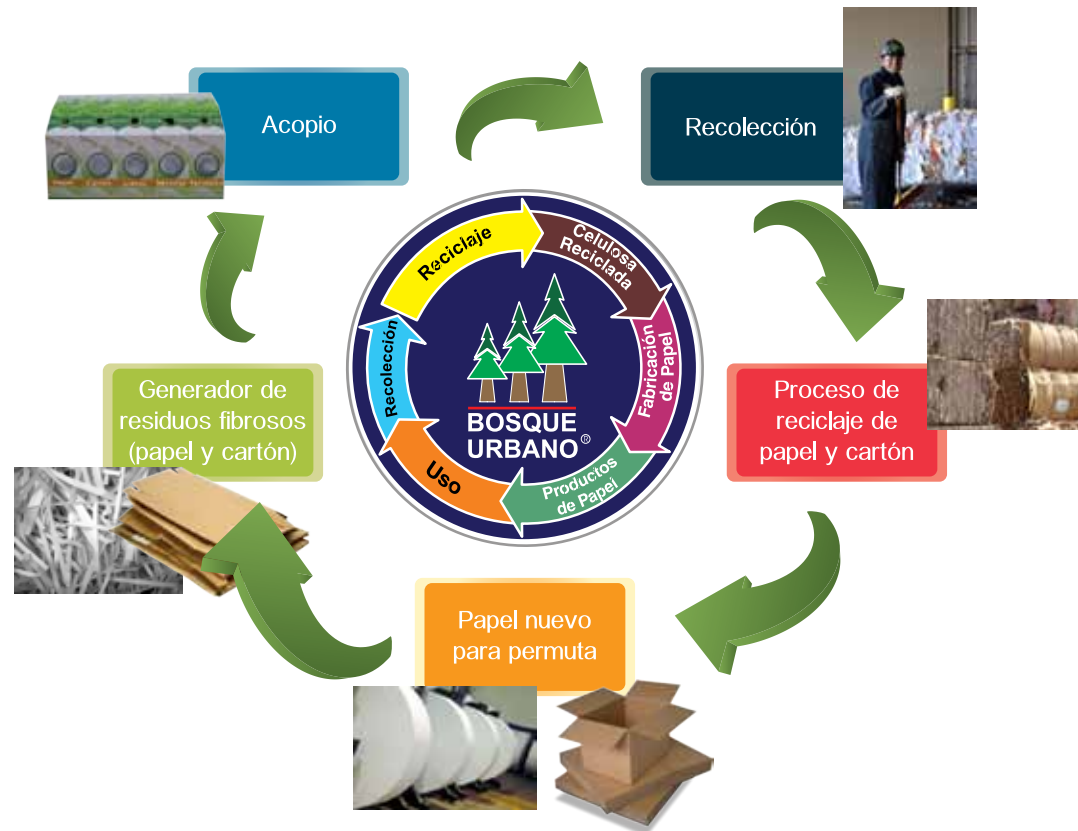 Acopio
Recolección
Reciclaje
Celulosa
Reciclada
Fabricación
de Papel
Productos
de Papel
Uso
Recolección
BOSQUE
URBANO®
Generador de
residuos fibrosos
(papel y cartón)
Proceso de
reciclaje de
papel y cartón
Papel nuevo
para permuta